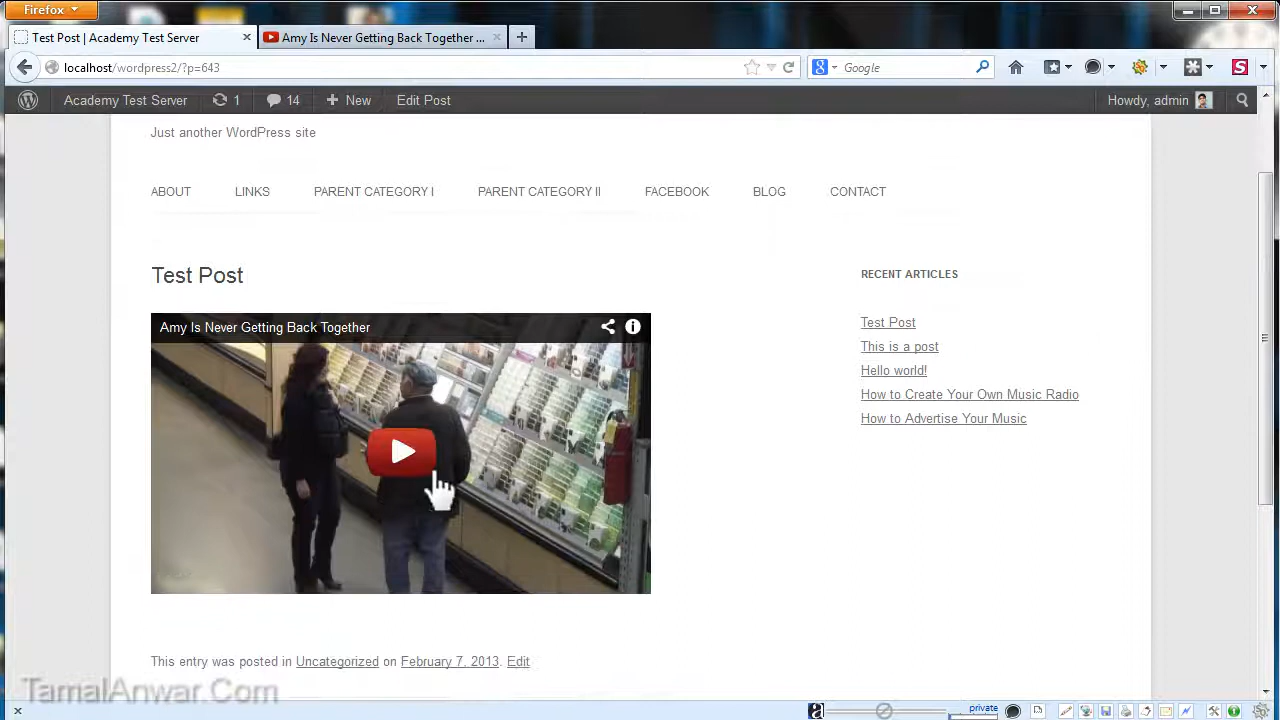 Firefox
Test Post | Academy Test Server
Amy Is Never Getting Back Together ...
localhost/wordpress2/?p=643
Google
Academy Test Server
1
14
New
Edit Post
Howdy, admin
Just another WordPress site
ABOUT
LINKS
PARENT CATEGORY I
PARENT CATEGORY II
FACEBOOK
BLOG
CONTACT
Test Post
RECENT ARTICLES
Amy Is Never Getting Back Together
Test Post
This is a post
Hello world!
How to Create Your Own Music Radio
How to Advertise Your Music
This entry was posted in Uncategorized on February 7, 2013. Edit
TamalAnwar.Com
private